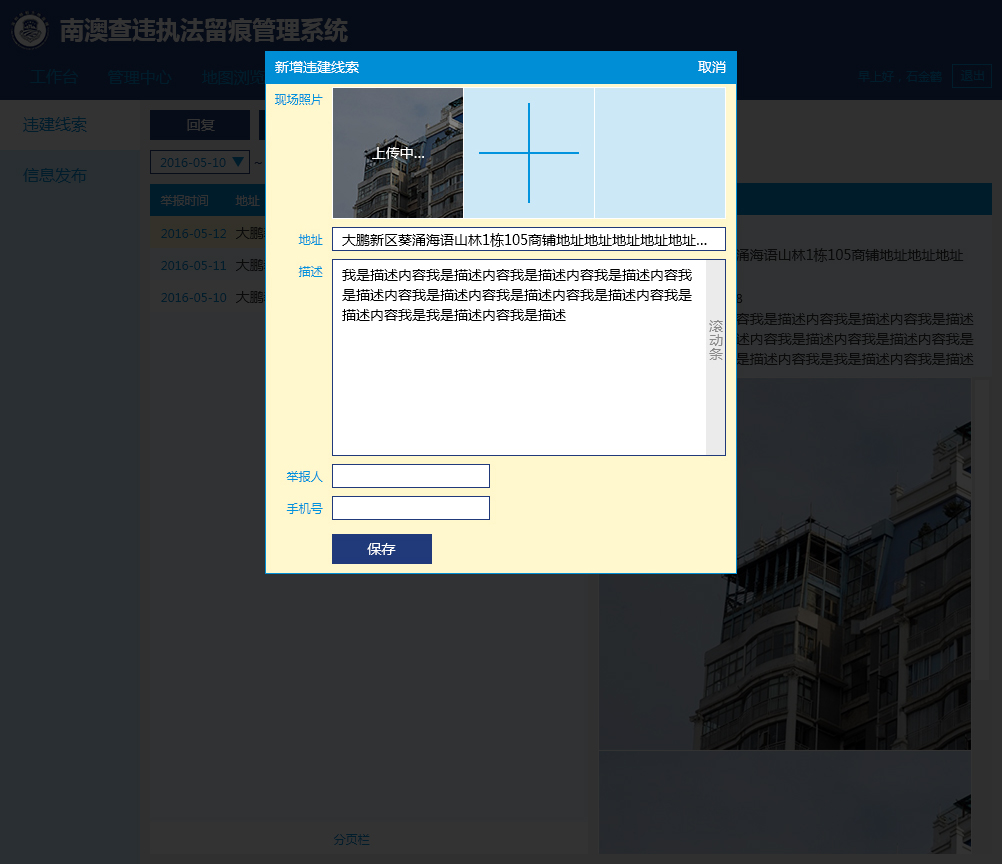 南澳查违执法留痕管理系统
工作台 管理中心 地图浏览
早上好，石金鹏 退出
违建线索
信息发布
回复
2016-05-10 ▼ ~
举报时间 地址
2016-05-12 大鹏
2016-05-11 大鹏
2016-05-10 大鹏
新增违建线索 取消
现场照片
上传中...
地址 大鹏新区葵涌海语山林1栋105商铺地址地址地址地址地址...
描述
我是描述内容我是描述内容我是描述内容我是描述内容我
是描述内容我是描述内容我是描述内容我是描述内容我是
描述内容我是我是描述内容我是描述
滚动条
举报人
手机号
保存
涌海语山林1栋105商铺地址地址地址
3
容我是描述内容我是描述内容我是描述
述内容我是描述内容我是描述内容我是
是描述内容我是我是描述内容我是描述
分页栏